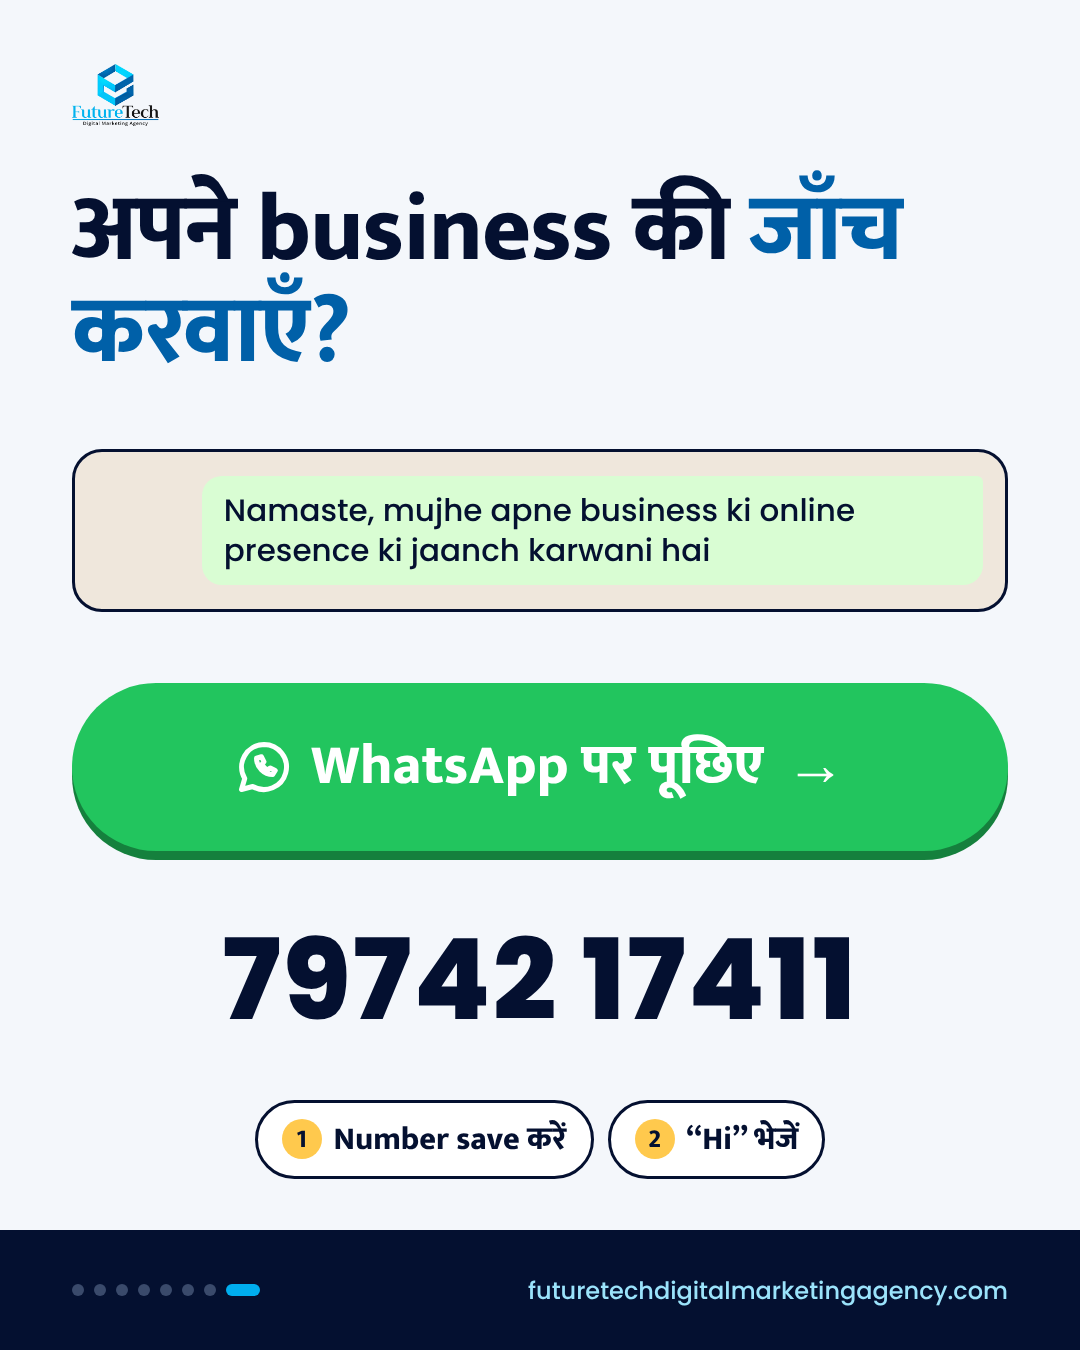 FutureTech
Digital Marketing Agency
अपने business की जाँच
करवाएँ?
Namaste, mujhe apne business ki online
presence ki jaanch karwani hai
WhatsApp पर पूछिए →
79742 17411
1 Number save करें
2 “Hi” भेजें
futuretechdigitalmarketingagency.com